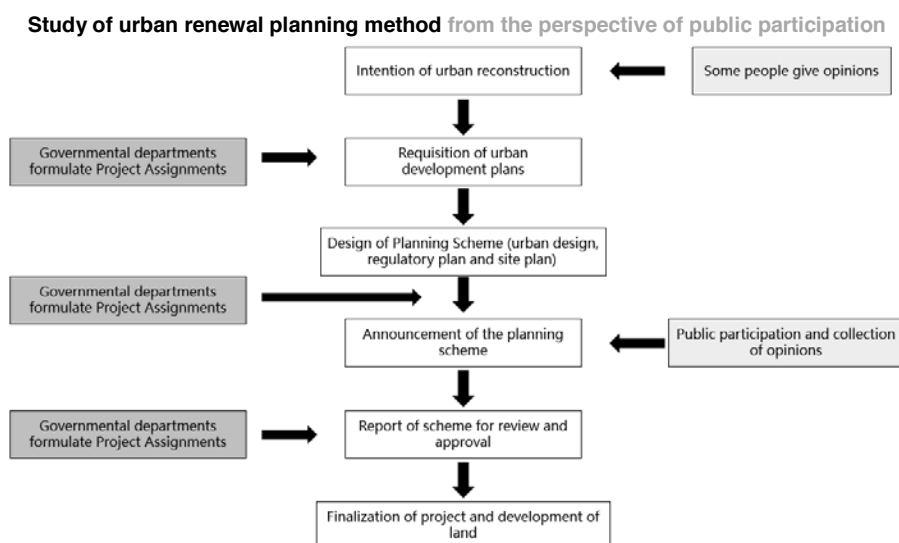 Study of urban renewal planning method from the perspective of public participation
Intention of urban reconstruction
Some people give opinions
Governmental departments
formulate Project Assignments
Requisition of urban
development plans
Design of Planning Scheme (urban design,
regulatory plan and site plan)
Governmental departments
formulate Project Assignments
Announcement of the planning
scheme
Public participation and collection
of opinions
Governmental departments
formulate Project Assignments
Report of scheme for review and
approval
Finalization of project and development of
land